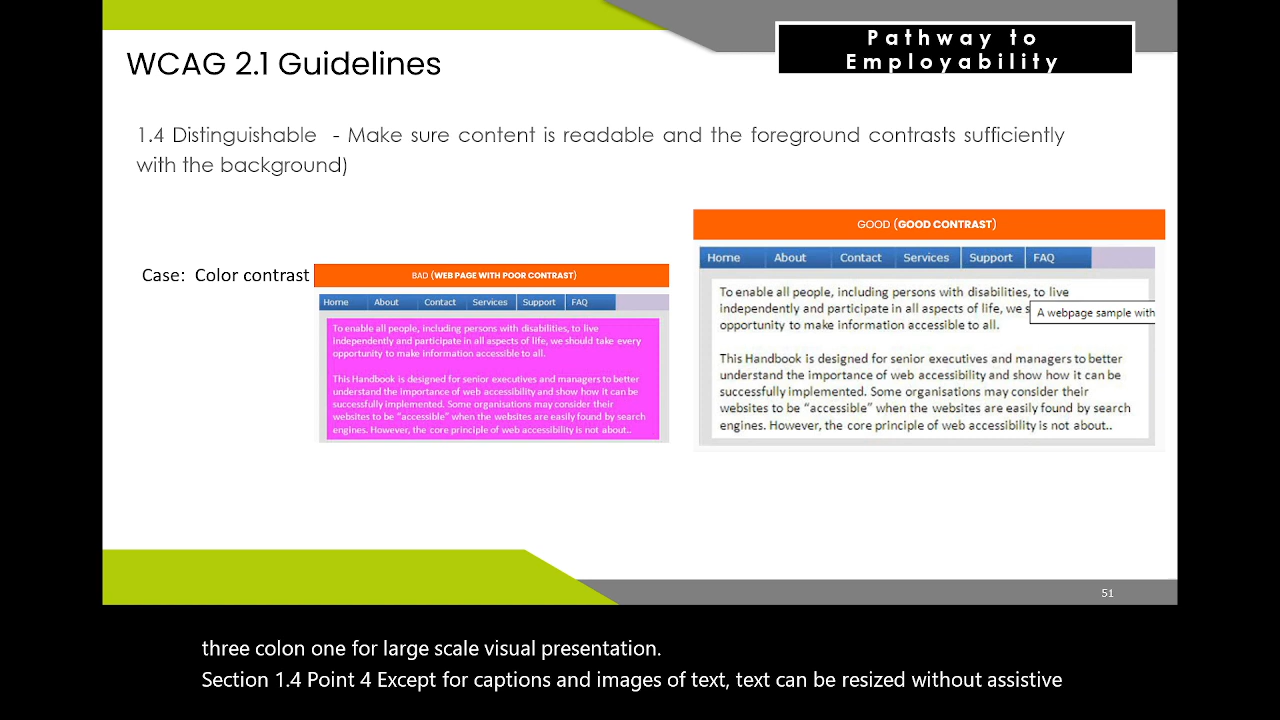 Pathway to
Employability
WCAG 2.1 Guidelines
1.4 Distinguishable - Make sure content is readable and the foreground contrasts sufficiently
with the background)
Case: Color contrast
BAD (WEB PAGE WITH POOR CONTRAST)
Home About Contact Services Support FAQ
To enable all people, including persons with disabilities, to live
independently and participate in all aspects of life, we should take every
opportunity to make information accessible to all.
This Handbook is designed for senior executives and managers to better
understand the importance of web accessibility and show how it can be
successfully implemented. Some organisations may consider their
websites to be “accessible” when the websites are easily found by search
engines. However, the core principle of web accessibility is not about..
GOOD (GOOD CONTRAST)
Home About Contact Services Support FAQ
To enable all people, including persons with disabilities, to live
independently and participate in all aspects of life, we s
A webpage sample with
opportunity to make information accessible to all.
This Handbook is designed for senior executives and managers to better
understand the importance of web accessibility and show how it can be
successfully implemented. Some organisations may consider their
websites to be “accessible” when the websites are easily found by search
engines. However, the core principle of web accessibility is not about..
51
three colon one for large scale visual presentation.
Section 1.4 Point 4 Except for captions and images of text, text can be resized without assistive